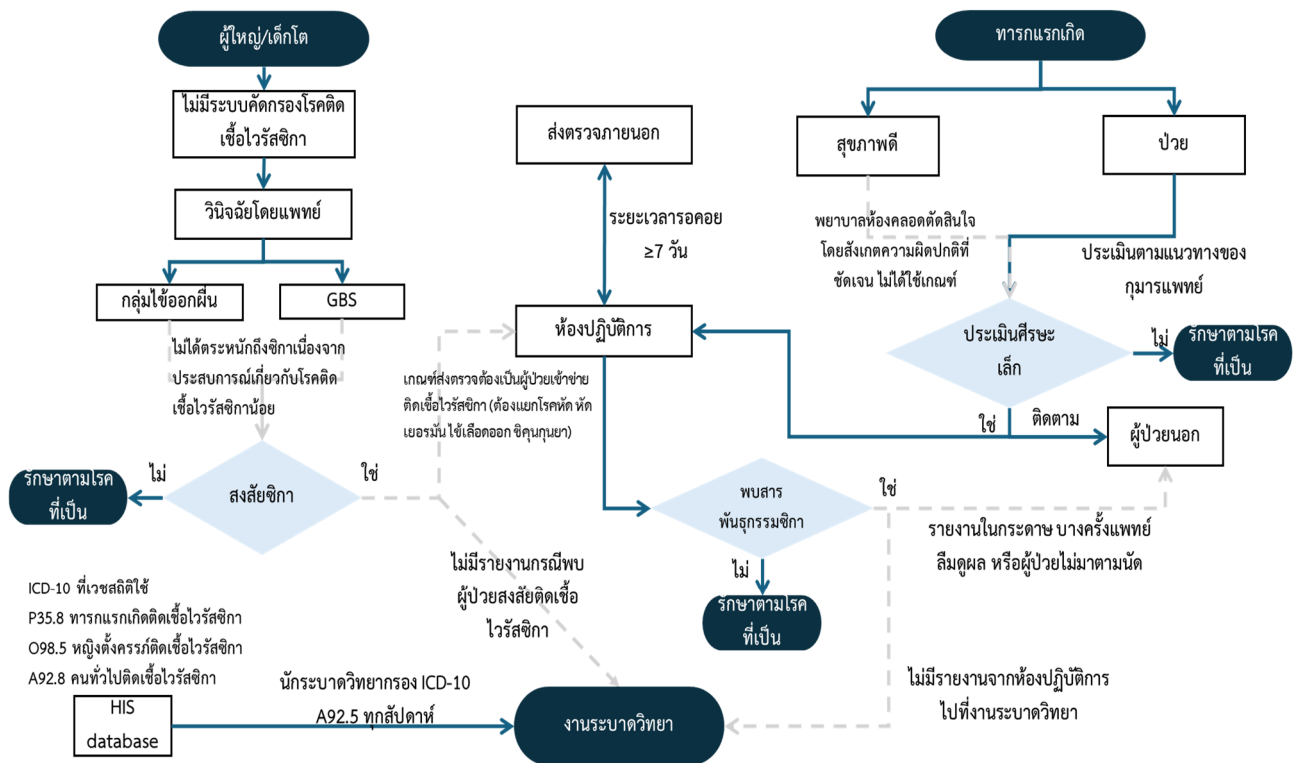 ผู้ใหญ่/เด็กโต
ไม่มีระบบคัดกรองโรคติด
เชื้อไวรัสซิกา
วินิจฉัยโดยแพทย์
กลุ่มไข้ออกผื่น
GBS
ไม่ได้ตระหนักถึงซิกาเนื่องจาก
ประสบการณ์เกี่ยวกับโรคติด
เชื้อไวรัสซิกาน้อย
สงสัยซิกา
ไม่
ใช่
รักษาตามโรค
ที่เป็น
ส่งตรวจภายนอก
ระยะเวลารอคอย
≥7 วัน
ห้องปฏิบัติการ
เกณฑ์ส่งตรวจต้องเป็นผู้ป่วยเข้าข่าย
ติดเชื้อไวรัสซิกา (ต้องแยกโรคหัด หัด
เยอรมัน ไข้เลือดออก ชิคุนกุนยา)
ทารกแรกเกิด
สุขภาพดี
ป่วย
พยาบาลห้องคลอดตัดสินใจ
โดยสังเกตความผิดปกติที่
ชัดเจน ไม่ได้ใช้เกณฑ์
ประเมินตามแนวทางของ
กุมารแพทย์
ประเมินศีรษะ
เล็ก
ไม่
รักษาตามโรค
ที่เป็น
ใช่
ติดตาม
ผู้ป่วยนอก
พบสาร
พันธุกรรมซิกา
ใช่
ไม่
รักษาตามโรค
ที่เป็น
รายงานในกระดาษ บางครั้งแพทย์
ลืมดูผล หรือผู้ป่วยไม่มาตามนัด
ไม่มีรายงานกรณีพบ
ผู้ป่วยสงสัยติดเชื้อ
ไวรัสซิกา
ไม่มีรายงานจากห้องปฏิบัติการ
ไปที่งานระบาดวิทยา
ICD-10 ที่เวชสถิติใช้
P35.8 ทารกแรกเกิดติดเชื้อไวรัสซิกา
O98.5 หญิงตั้งครรภ์ติดเชื้อไวรัสซิกา
A92.8 คนทั่วไปติดเชื้อไวรัสซิกา
HIS
database
นักระบาดวิทยากรอง ICD-10
A92.5 ทุกสัปดาห์
งานระบาดวิทยา